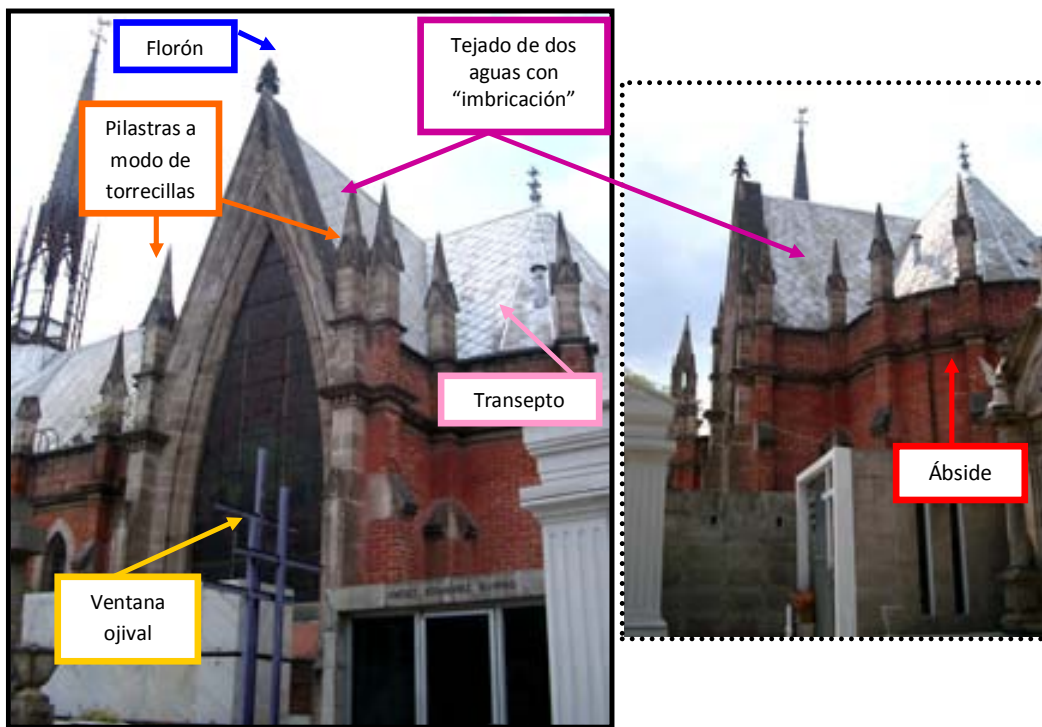 Florón
Tejado de dos
aguas con
“imbricación”
Pilastras a
modo de
torrecillas
Transepto
Ábside
Ventana
ojival